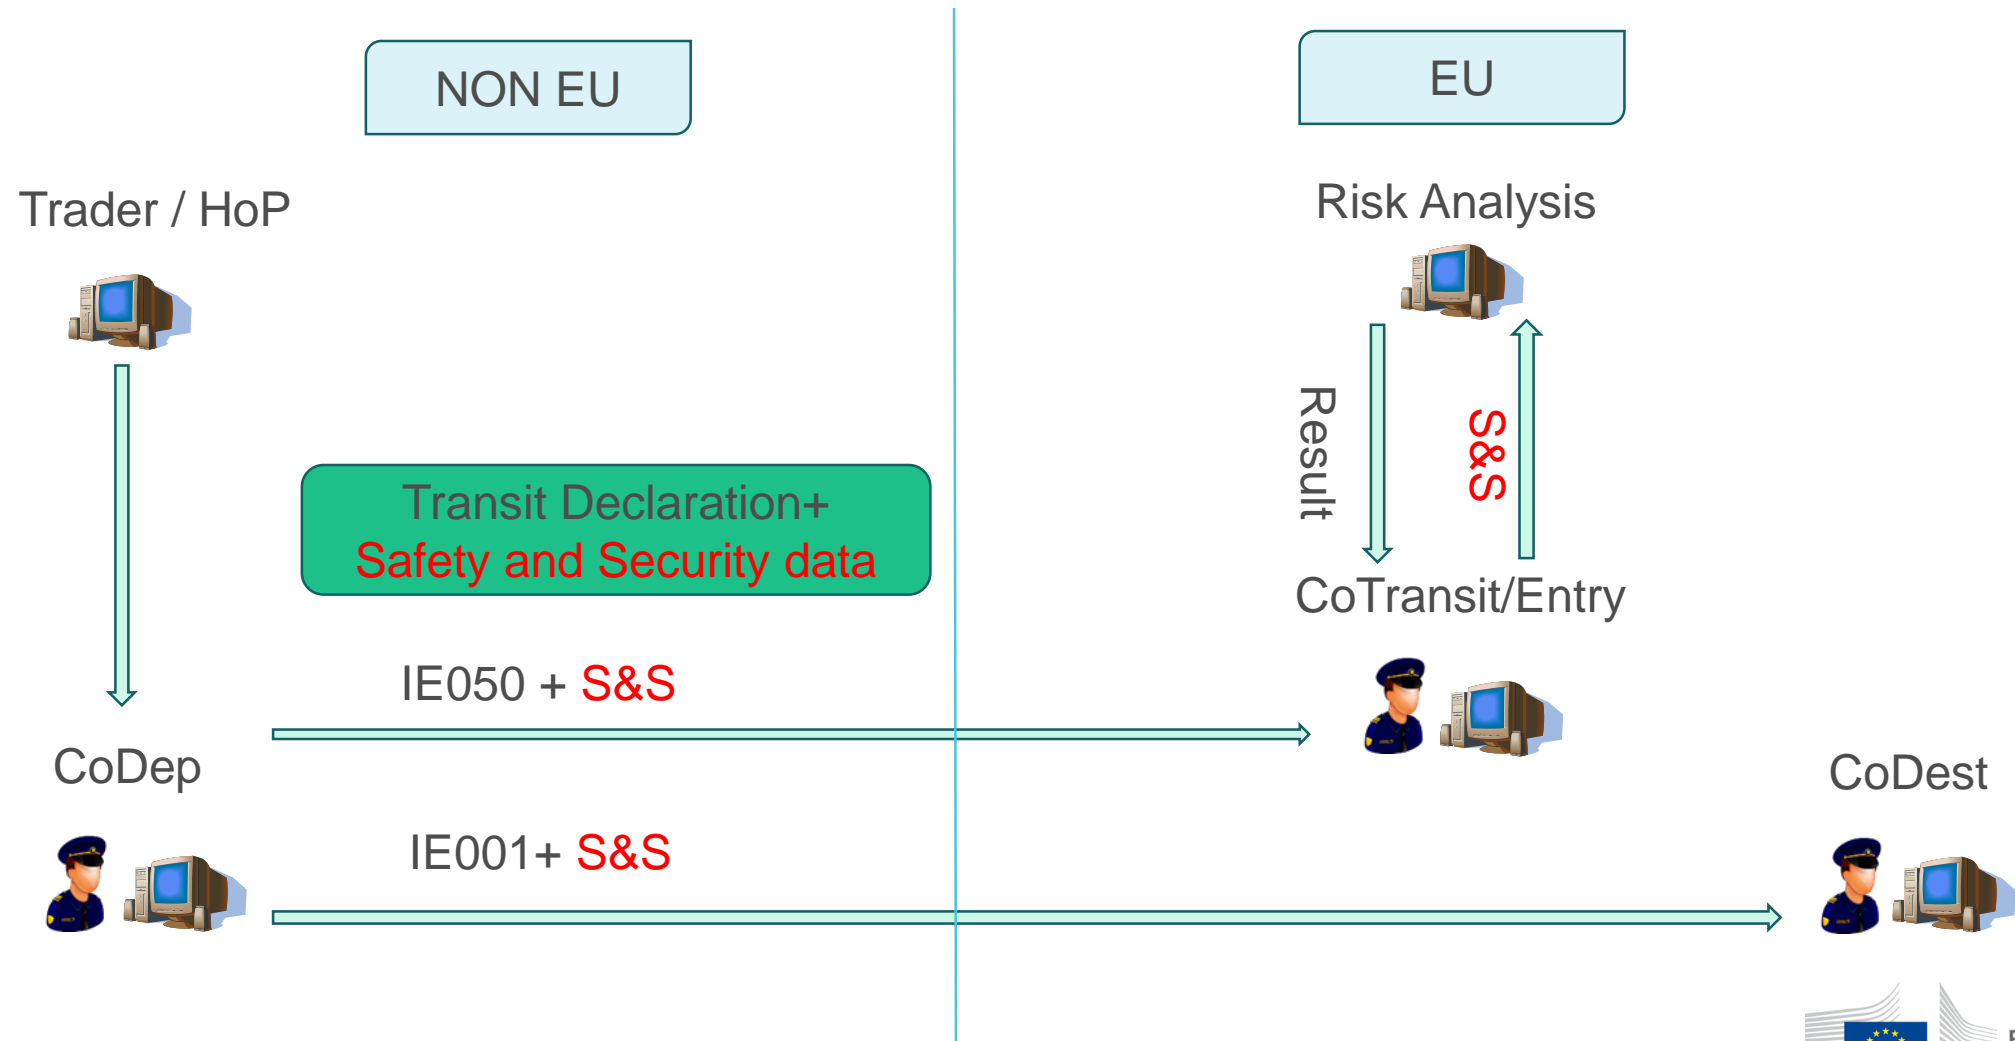 NON EU
EU
Trader / HoP
Risk Analysis
Result
S&S
Transit Declaration+
Safety and Security data
CoTransit/Entry
IE050 + S&S
CoDep
CoDest
IE001+ S&S